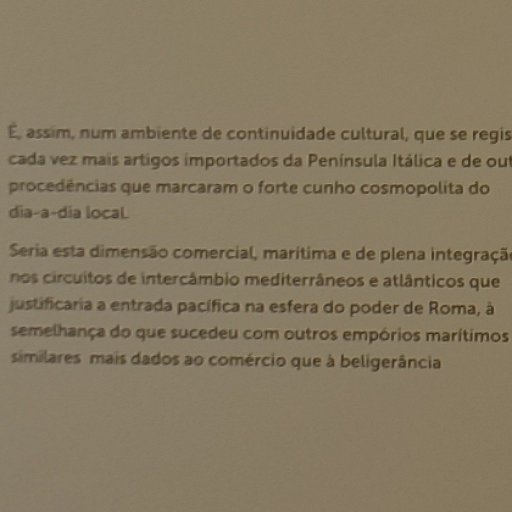 É, assim, num ambiente de continuidade cultural, que se regis
cada vez mais artigos importados da Península Itálica e de out
procedências que marcaram o forte cunho cosmopolita do
dia-a-dia local.
Seria esta dimensão comercial, marítima e de plena integraçã
nos circuitos de intercâmbio mediterrâneos e atlânticos que
justificaria a entrada pacífica na esfera do poder de Roma, à
semelhança do que sucedeu com outros empórios marítimos
similares mais dados ao comércio que à beligerância